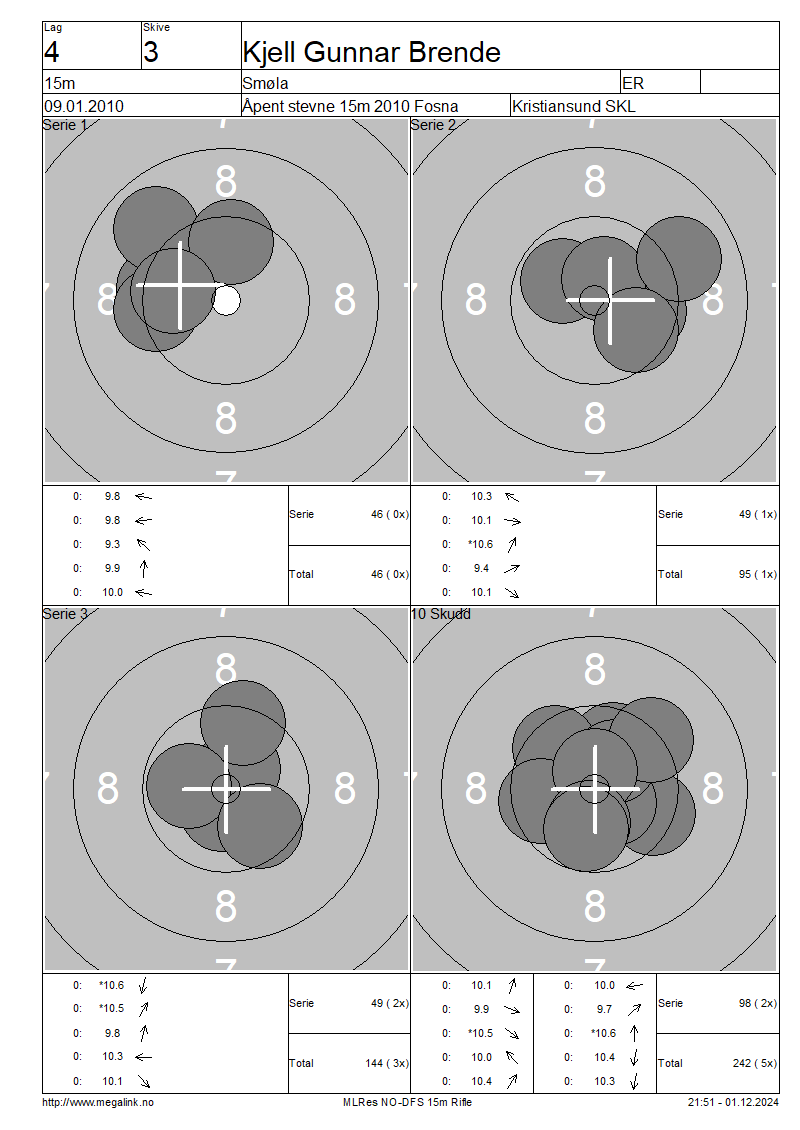 Lag Skive
4 3 Kjell Gunnar Brende
15m Smøla ER
09.01.2010 Åpent stevne 15m 2010 Fosna Kristiansund SKL
Serie 1 Serie 2
7 7
8 8
7 8 8 7 8 8 7
8 8
7 7
0: 9.8 0: 10.3
0: 9.8 Serie 46 ( 0x) 0: 10.1 Serie 49 ( 1x)
0: 9.3 0: *10.6
0: 9.9 Total 46 ( 0x) 0: 9.4 Total 95 ( 1x)
0: 10.0 0: 10.1
Serie 3 10 Skudd
7 7
8 8
7 8 8 7 8 8 7
8 8
7 7
0: *10.6 0: 10.1 0: 10.0
0: *10.5 Serie 49 ( 2x) 0: 9.9 0: 9.7 Serie 98 ( 2x)
0: 9.8 0: *10.5 0: *10.6
0: 10.3 Total 144 ( 3x) 0: 10.0 0: 10.4 Total 242 ( 5x)
0: 10.1 0: 10.4 0: 10.3
http://www.megalink.no MLRes NO-DFS 15m Rifle 21:51 - 01.12.2024